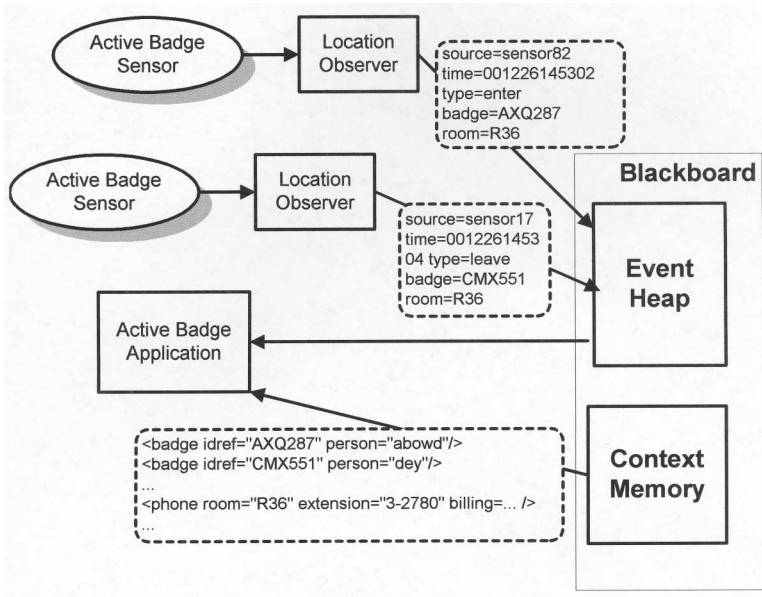 Active Badge
Sensor
Location
Observer
source=sensor82
time=001226145302
type=enter
badge=AXQ287
room=R36
Blackboard
Active Badge
Sensor
Location
Observer
source=sensor17
time=0012261453
04 type=leave
badge=CMX551
room=R36
Event
Heap
Active Badge
Application
<badge idref="AXQ287" person="abowd"/>
<badge idref="CMX551" person="dey"/>
...
<phone room="R36" extension="3-2780" billing=... />
...
Context
Memory